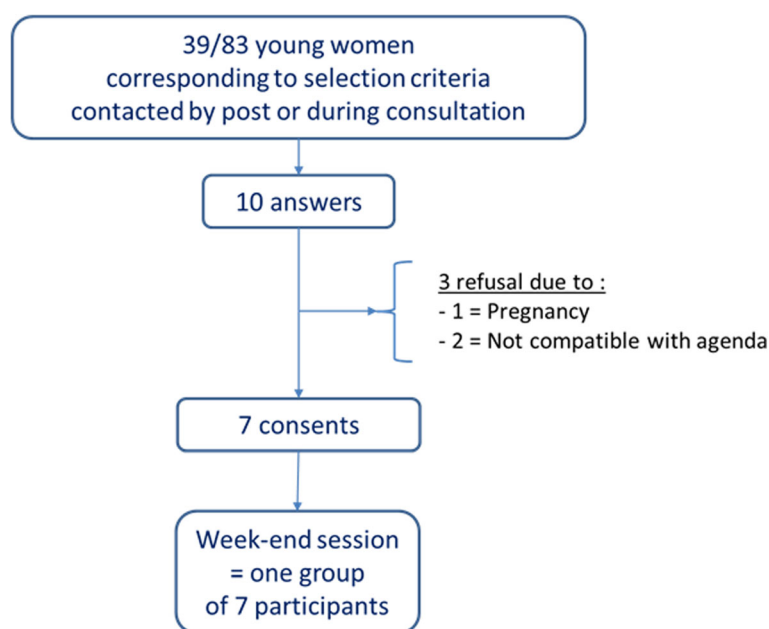 39/83 young women
corresponding to selection criteria
contacted by post or during consultation
10 answers
3 refusal due to :
- 1 = Pregnancy
- 2 = Not compatible with agenda
7 consents
Week-end session
= one group
of 7 participants